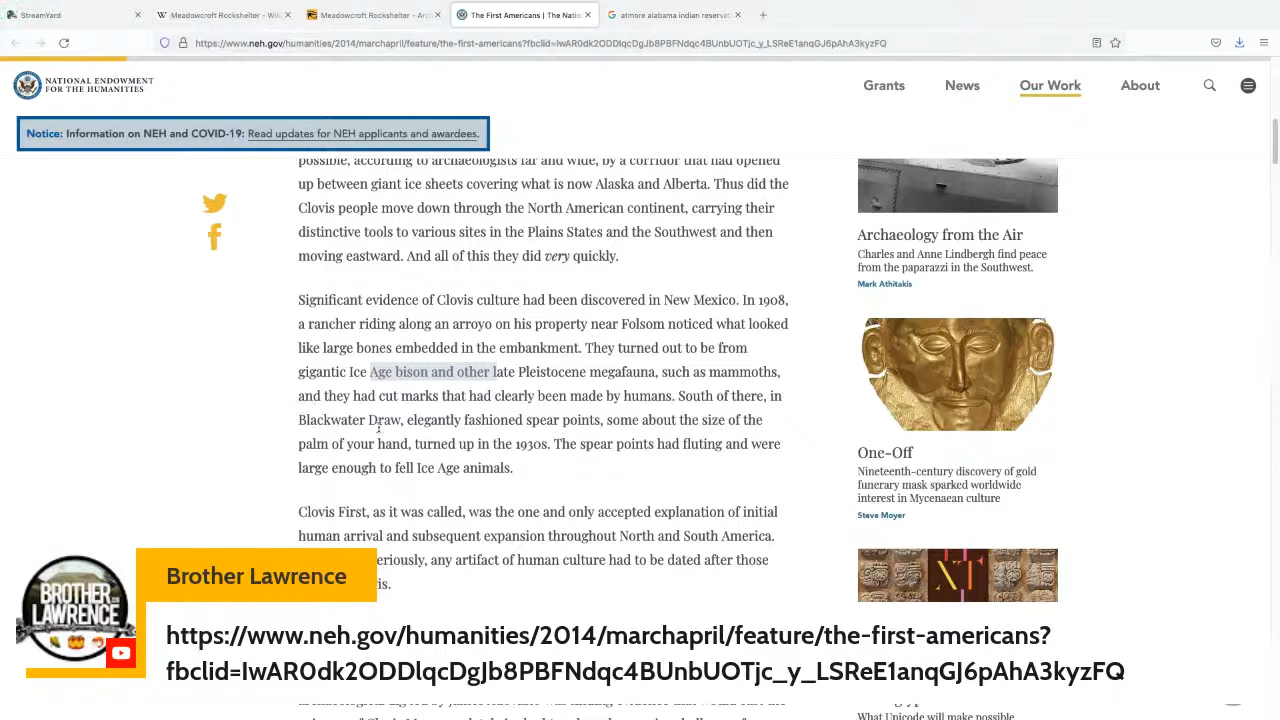 StreamYard
Meadowcroft Rockshelter - Wik
Meadowcroft Rockshelter - Arc
The First Americans | The Natio
atmore alabama indian reservat
https://www.neh.gov/humanities/2014/marchapril/feature/the-first-americans?fbclid=IwAR0dk2ODDlqcDgJb8PBFNdqc4BUnbUOTjc_y_LSReE1anqGJ6pAhA3kyzFQ
NATIONAL ENDOWMENT
FOR THE HUMANITIES
Grants
News
Our Work
About
Notice: Information on NEH and COVID-19: Read updates for NEH applicants and awardees.
possible, according to archaeologists far and wide, by a corridor that had opened
up between giant ice sheets covering what is now Alaska and Alberta. Thus did the
Clovis people move down through the North American continent, carrying their
distinctive tools to various sites in the Plains States and the Southwest and then
moving eastward. And all of this they did very quickly.
Significant evidence of Clovis culture had been discovered in New Mexico. In 1908,
a rancher riding along an arroyo on his property near Folsom noticed what looked
like large bones embedded in the embankment. They turned out to be from
gigantic Ice Age bison and other late Pleistocene megafauna, such as mammoths,
and they had cut marks that had clearly been made by humans. South of there, in
Blackwater Draw, elegantly fashioned spear points, some about the size of the
palm of your hand, turned up in the 1930s. The spear points had fluting and were
large enough to fell Ice Age animals.
Clovis First, as it was called, was the one and only accepted explanation of initial
human arrival and subsequent expansion throughout North and South America.
eriously, any artifact of human culture had to be dated after those
is.
Archaeology from the Air
Charles and Anne Lindbergh find peace
from the paparazzi in the Southwest.
Mark Athitakis
One-Off
Nineteenth-century discovery of gold
funerary mask sparked worldwide
interest in Mycenaean culture
Steve Moyer
XT
What Unicode will make possible
BROTHER
LAWRENCE
Brother Lawrence
https://www.neh.gov/humanities/2014/marchapril/feature/the-first-americans?
fbclid=IwAR0dk2ODDlqcDgJb8PBFNdqc4BUnbUOTjc_y_LSReE1anqGJ6pAhA3kyzFQ